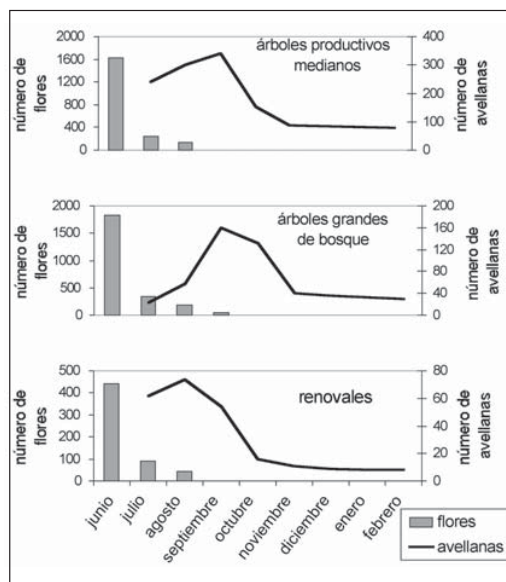 2000
1600
1200
800
400
0
número de
flores
árboles productivos
medianos
400
300
200
100
0
número de
avellanas
2000
1500
1000
500
0
número de
flores
árboles grandes
de bosque
200
160
120
80
40
0
número de
avellanas
500
400
300
200
100
0
número de
flores
renovales
80
60
40
20
0
número de
avellanas
junio
julio
agosto
septiembre
octubre
noviembre
diciembre
enero
febrero
flores
avellanas